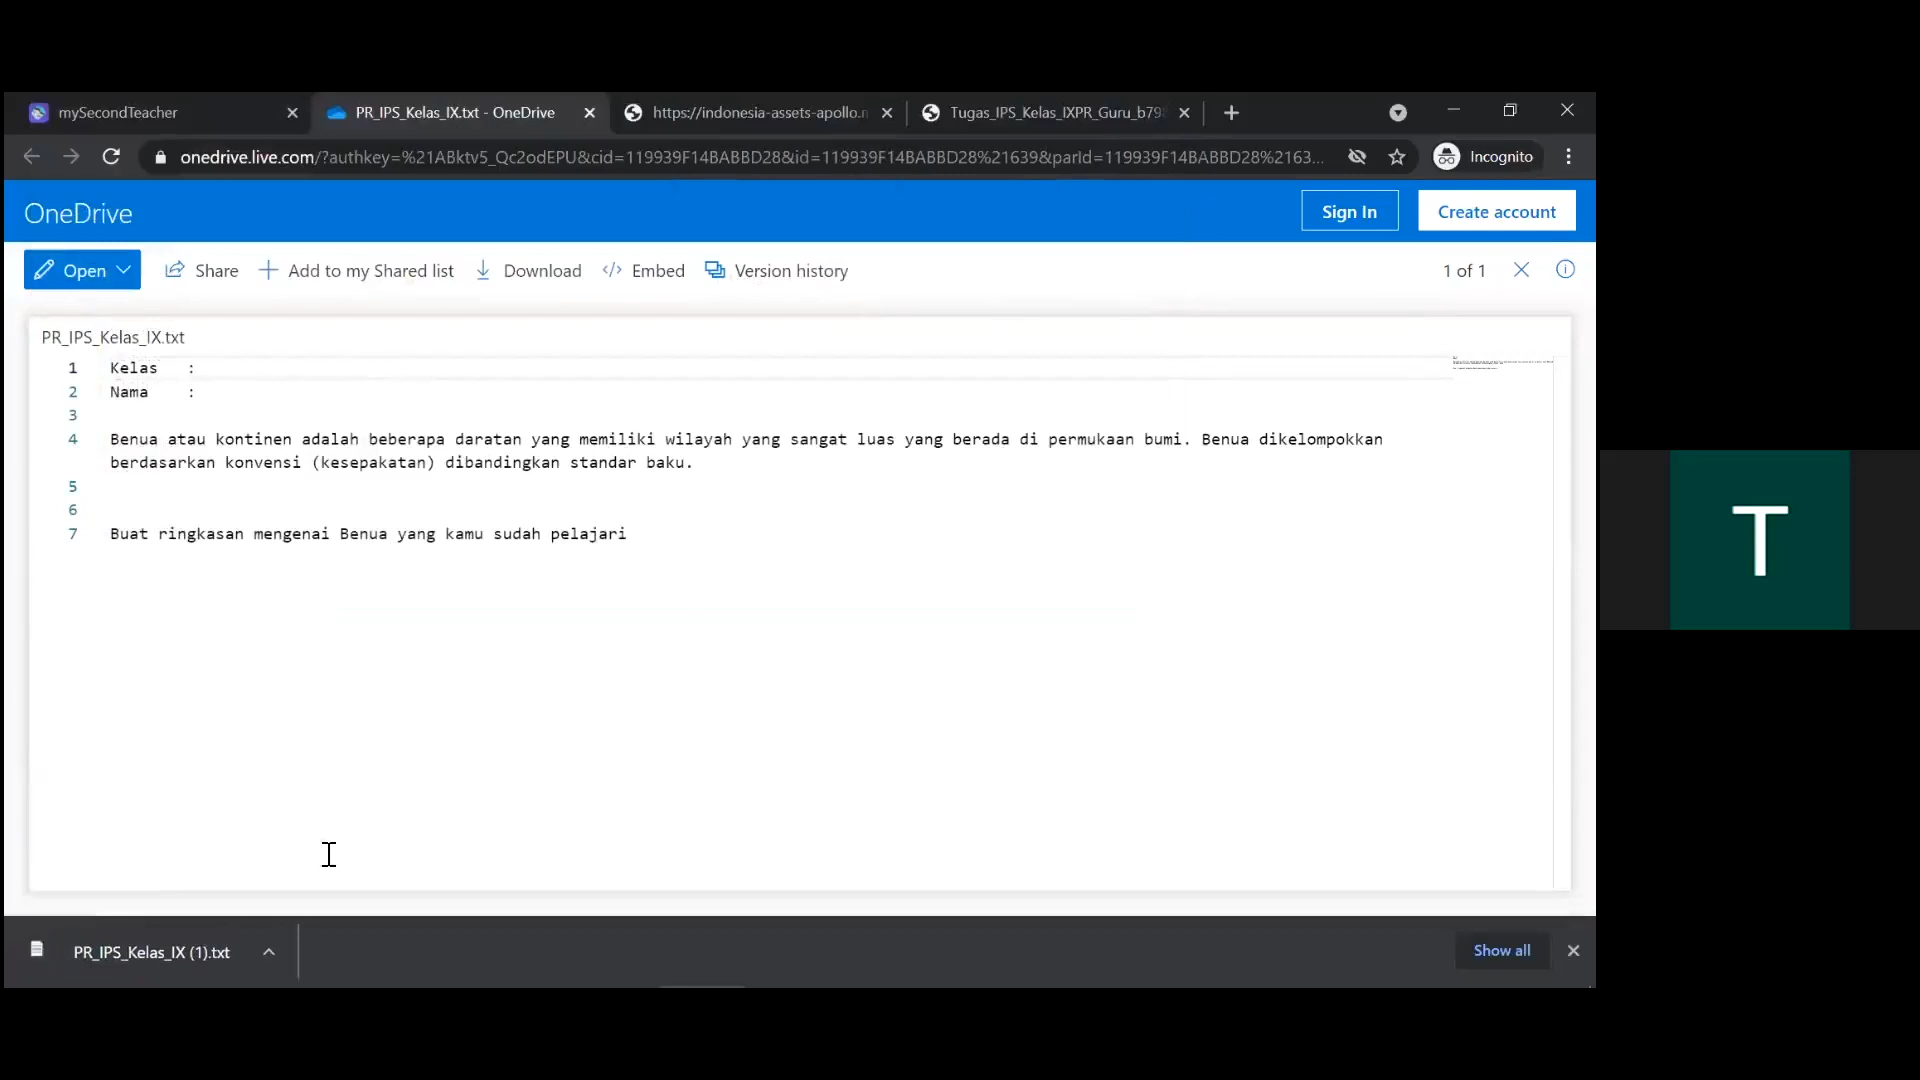 mySecondTeacher
PR_IPS_Kelas_IX.txt - OneDrive
https://indonesia-assets-apollo.n
Tugas_IPS_Kelas_IXPR_Guru_b798
onedrive.live.com/?authkey=%21ABktv5_Qc2odEPU&cid=119939F14BABBD28&id=119939F14BABBD28%21639&parId=119939F14BABBD28%2163...
Incognito
OneDrive
Sign In
Create account
Open
Share
Add to my Shared list
Download
Embed
Version history
1 of 1
PR_IPS_Kelas_IX.txt
1 Kelas :
2 Nama :
3
4 Benua atau kontinen adalah beberapa daratan yang memiliki wilayah yang sangat luas yang berada di permukaan bumi. Benua dikelompokkan
berdasarkan konvensi (kesepakatan) dibandingkan standar baku.
5
6
7 Buat ringkasan mengenai Benua yang kamu sudah pelajari
T
PR_IPS_Kelas_IX (1).txt
Show all